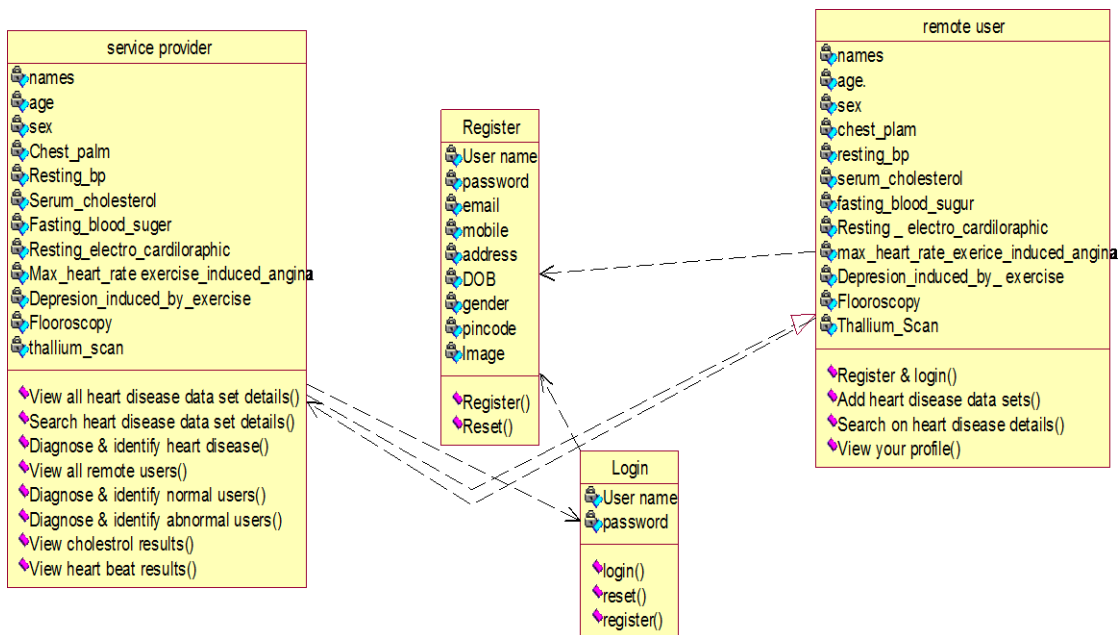 service provider
names
age
sex
Chest_palm
Resting_bp
Serum_cholesterol
Fasting_blood_suger
Resting_electro_cardiloraphic
Max_heart_rate exercise_induced_angina
Depresion_induced_by_exercise
Flooroscopy
thallium_scan
View all heart disease data set details()
Search heart disease data set details()
Diagnose & identify heart disease()
View all remote users()
Diagnose & identify normal users()
Diagnose & identify abnormal users()
View cholestrol results()
View heart beat results()
Register
User name
password
email
mobile
address
DOB
gender
pincode
Image
Register()
Reset()
Login
User name
password
login()
reset()
register()
remote user
names
age.
sex
chest_plam
resting_bp
serum_cholesterol
fasting_blood_sugur
Resting _ electro_cardiloraphic
max_heart_rate_exerice_induced_angina
Depresion_induced_by_ exercise
Flooroscopy
Thallium_Scan
Register & login()
Add heart disease data sets()
Search on heart disease details()
View your profile()